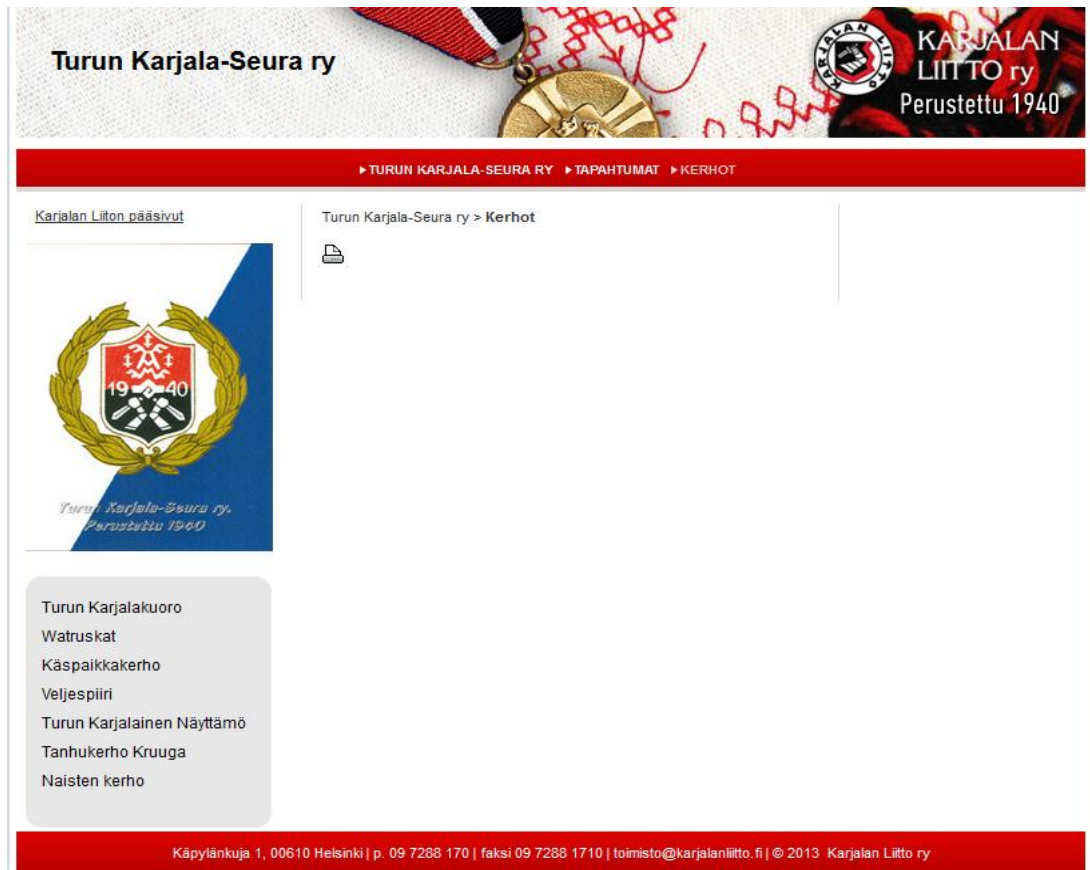 Turun Karjala-Seura ry
KARJALAN LIITTO
KARJALAN
LIITTO ry
Perustettu 1940
TURUN KARJALA-SEURA RY TAPAHTUMAT KERHOT
Karjalan Liiton pääsivut
Turun Karjala-Seura ry > Kerhot
19 40
Turun Karjala-Seura ry.
Perustettu 1940
Turun Karjalakuoro
Watruskat
Käspaikkakerho
Veljespiiri
Turun Karjalainen Näyttämö
Tanhukerho Kruuga
Naisten kerho
Käpylänkuja 1, 00610 Helsinki | p. 09 7288 170 | faksi 09 7288 1710 | toimisto@karjalanliitto.fi | © 2013 Karjalan Liitto ry